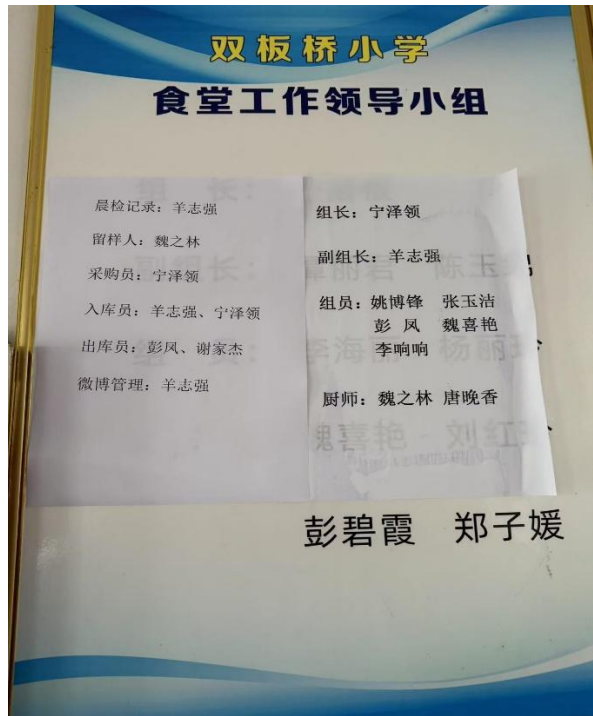 双板桥小学
食堂工作领导小组
晨检记录：羊志强
留样人：魏之林
采购员：宁泽领
入库员：羊志强、宁泽领
出库员：彭凤、谢家杰
微博管理：羊志强
组长：宁泽领
副组长：羊志强
组员：姚博锋 张玉洁
彭 凤 魏喜艳
李响响
厨师：魏之林 唐晚香
彭碧霞 郑子媛